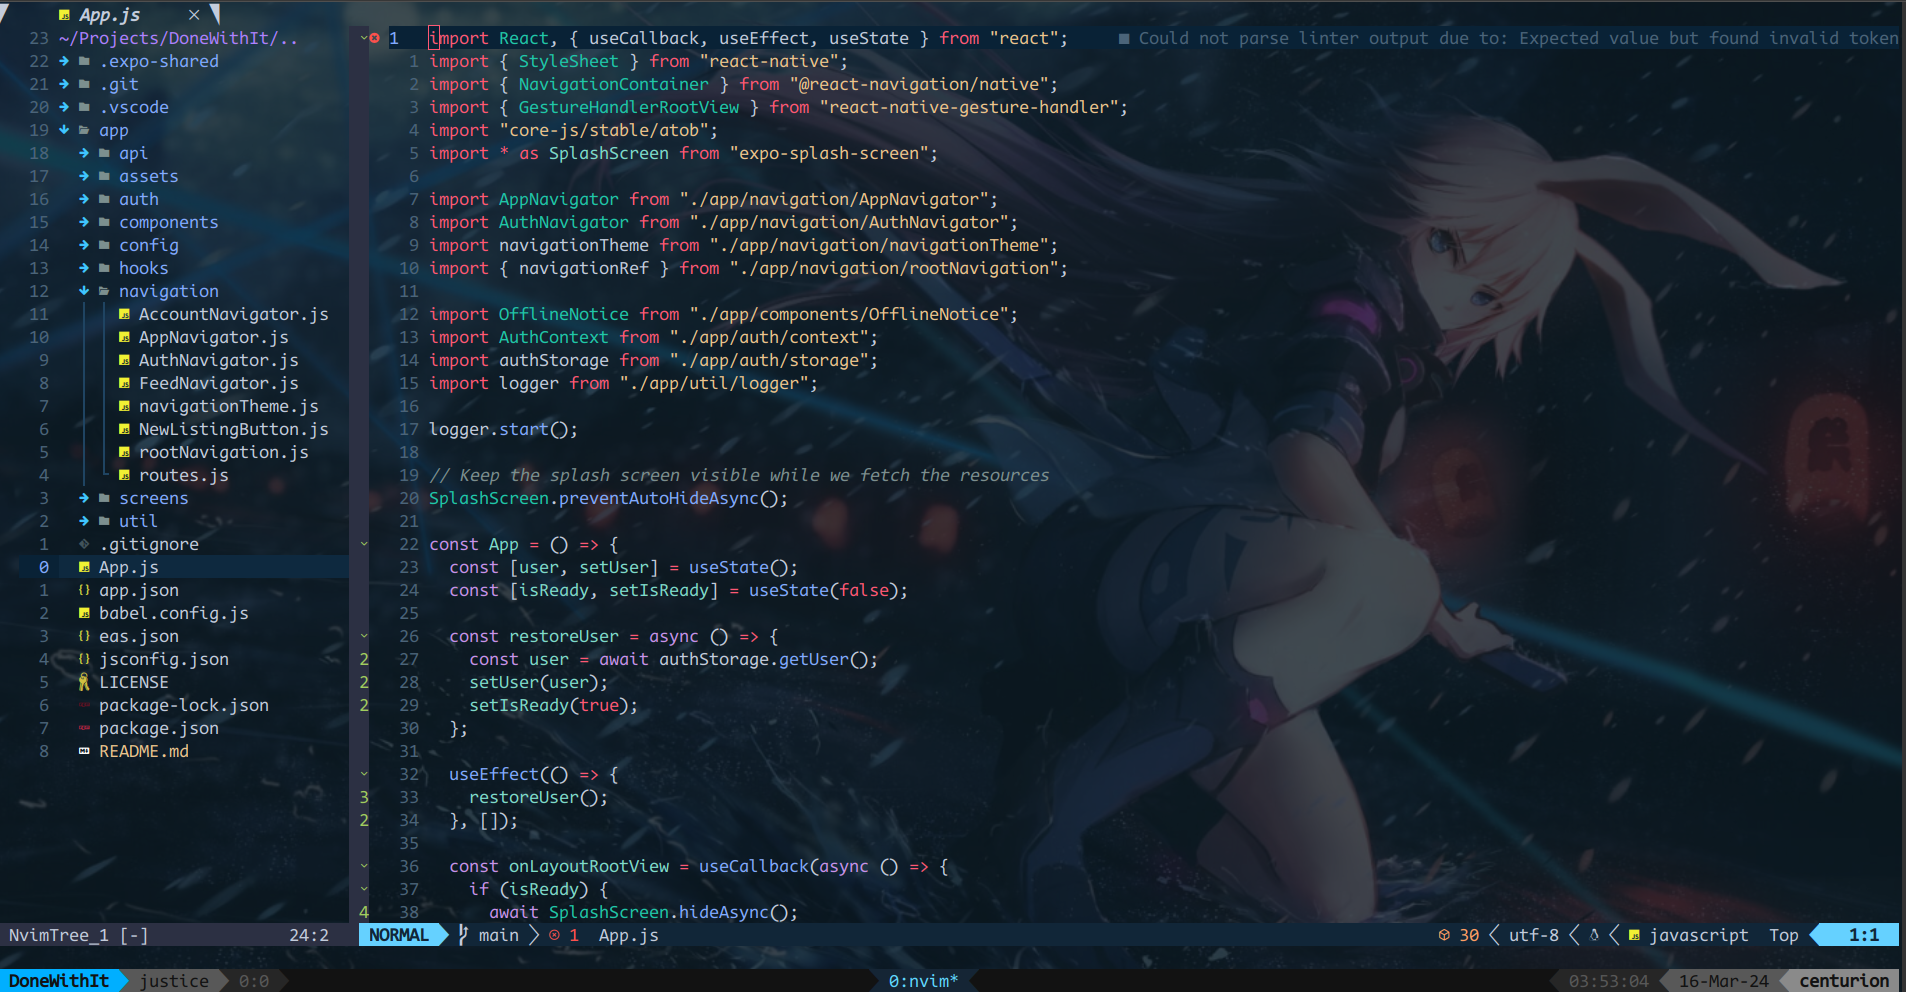 App.js ×
23 ~/Projects/DoneWithIt/..
22 .expo-shared
21 .git
20 .vscode
19 app
18 api
17 assets
16 auth
15 components
14 config
13 hooks
12 navigation
11 AccountNavigator.js
10 AppNavigator.js
9 AuthNavigator.js
8 FeedNavigator.js
7 navigationTheme.js
6 NewListingButton.js
5 rootNavigation.js
4 routes.js
3 screens
2 util
1 .gitignore
0 App.js
1 {} app.json
2 babel.config.js
3 {} eas.json
4 {} jsconfig.json
5 LICENSE
6 package-lock.json
7 package.json
8 README.md
NvimTree_1 [-] 24:2
1 import React, { useCallback, useEffect, useState } from "react"; ■ Could not parse linter output due to: Expected value but found invalid token
1 import { StyleSheet } from "react-native";
2 import { NavigationContainer } from "@react-navigation/native";
3 import { GestureHandlerRootView } from "react-native-gesture-handler";
4 import "core-js/stable/atob";
5 import * as SplashScreen from "expo-splash-screen";
6
7 import AppNavigator from "./app/navigation/AppNavigator";
8 import AuthNavigator from "./app/navigation/AuthNavigator";
9 import navigationTheme from "./app/navigation/navigationTheme";
10 import { navigationRef } from "./app/navigation/rootNavigation";
11
12 import OfflineNotice from "./app/components/OfflineNotice";
13 import AuthContext from "./app/auth/context";
14 import authStorage from "./app/auth/storage";
15 import logger from "./app/util/logger";
16
17 logger.start();
18
19 // Keep the splash screen visible while we fetch the resources
20 SplashScreen.preventAutoHideAsync();
21
22 const App = () => {
23 const [user, setUser] = useState();
24 const [isReady, setIsReady] = useState(false);
25
26 const restoreUser = async () => {
2 27 const user = await authStorage.getUser();
2 28 setUser(user);
2 29 setIsReady(true);
30 };
31
32 useEffect(() => {
3 33 restoreUser();
2 34 }, []);
35
36 const onLayoutRootView = useCallback(async () => {
37 if (isReady) {
4 38 await SplashScreen.hideAsync();
NORMAL main 1 App.js 30 utf-8 javascript Top 1:1
DoneWithIt justice 0:0 0:nvim* 03:53:04 16-Mar-24 centurion